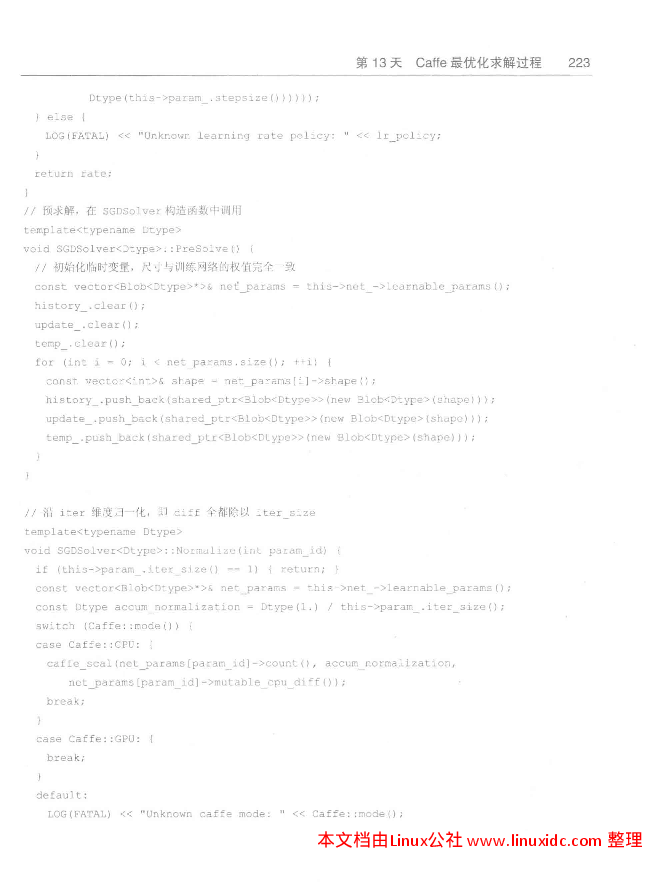 第 13 天 Caffe 最优化求解过程 223
Dtype(this->param_.stepsize())))));
} else {
LOG(FATAL) << "Unknown learning rate policy: " << lr_policy;
}
return rate;
}
// 预求解，在 SGDSolver 构造函数中调用
template<typename Dtype>
void SGDSolver<Dtype>::PreSolve() {
// 初始化临时变量，尺寸与训练网络的权值完全一致
const vector<Blob<Dtype>*>& net_params = this->net_->learnable_params();
history_.clear();
update_.clear();
temp_.clear();
for (int i = 0; i < net_params.size(); ++i) {
const vector<int>& shape = net_params[i]->shape();
history_.push_back(shared_ptr<Blob<Dtype>>(new Blob<Dtype>(shape)));
update_.push_back(shared_ptr<Blob<Dtype>>(new Blob<Dtype>(shape)));
temp_.push_back(shared_ptr<Blob<Dtype>>(new Blob<Dtype>(shape)));
}
}
// 沿 iter 维度归一化，即 diff 全都除以 iter_size
template<typename Dtype>
void SGDSolver<Dtype>::Normalize(int param_id) {
if (this->param_.iter_size() == 1) { return; }
const vector<Blob<Dtype>*>& net_params = this->net_->learnable_params();
const Dtype accum_normalization = Dtype(1.) / this->param_.iter_size();
switch (Caffe::mode()) {
case Caffe::CPU: {
caffe_scal(net_params[param_id]->count(), accum_normalization,
net_params[param_id]->mutable_cpu_diff());
break;
}
case Caffe::GPU: {
break;
}
default:
LOG(FATAL) << "Unknown caffe mode: " << Caffe::mode();
本文档由Linux公社 www.linuxidc.com 整理